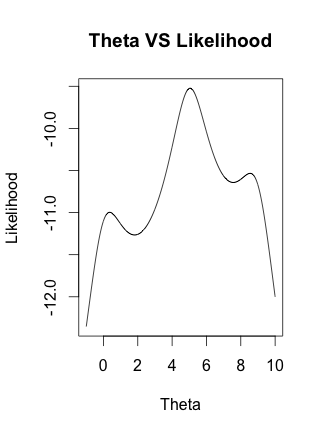 Theta VS Likelihood
Likelihood
-10.0
-11.0
-12.0
0 2 4 6 8 10
Theta